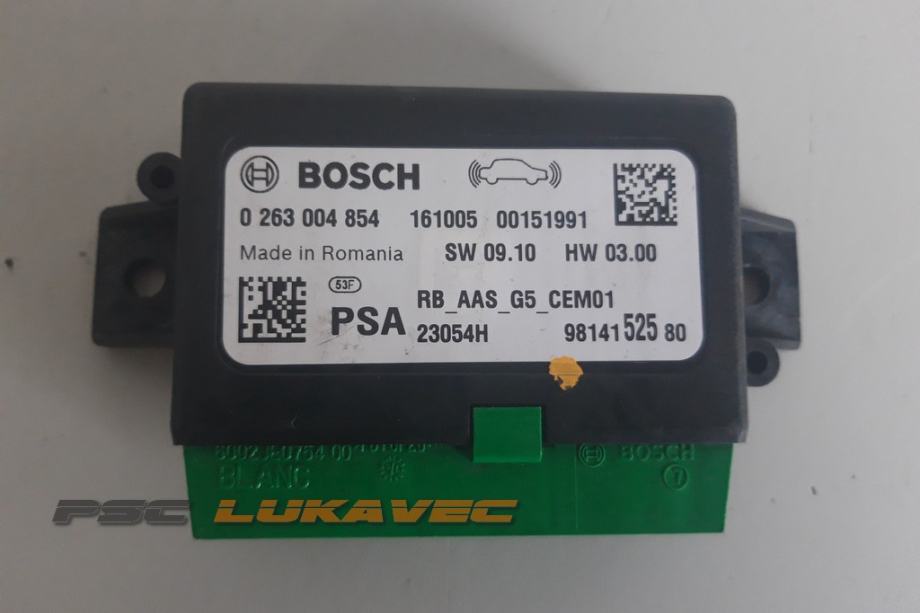 BOSCH
0 263 004 854 161005 00151991
Made in Romania SW 09.10 HW 03.00
53F
RB_AAS_G5_CEM01
PSA 23054H 98141 525 80
BOSCH
BLANC
PSC LUKAVEC